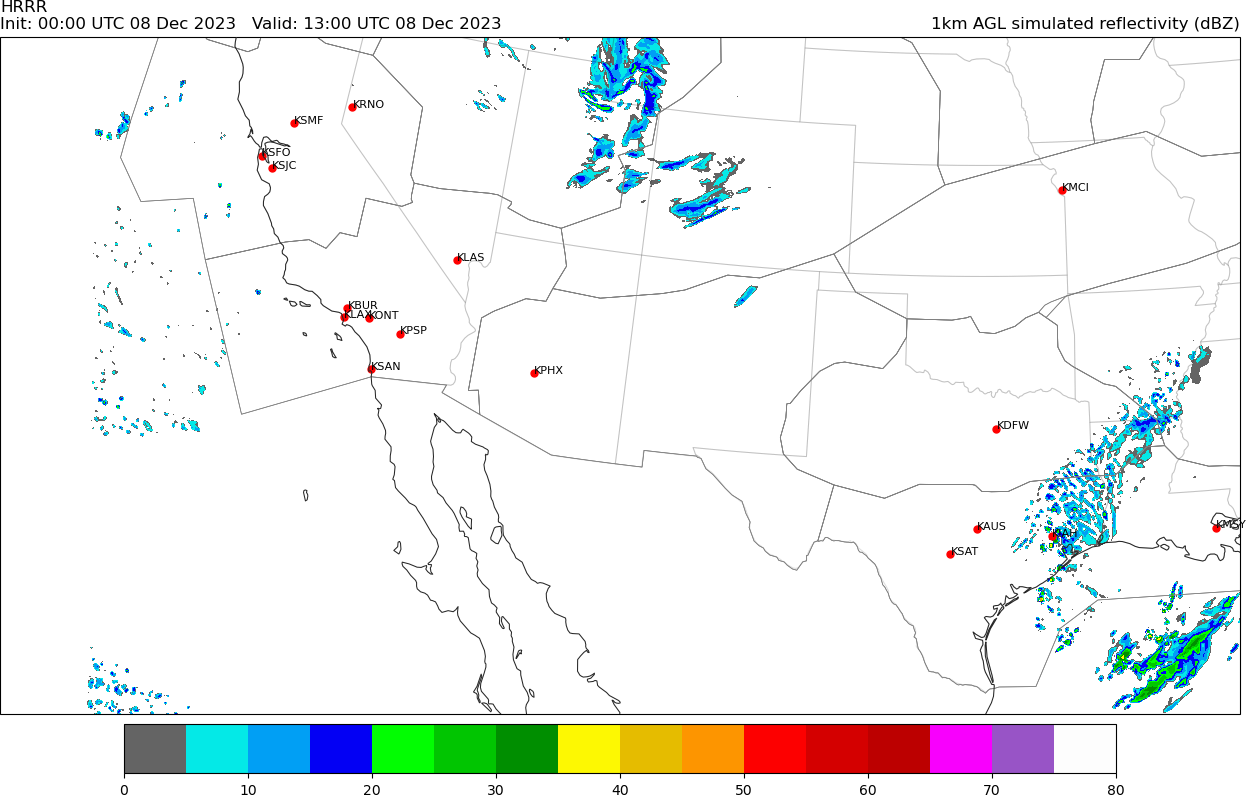 HRRR
Init: 00:00 UTC 08 Dec 2023   Valid: 13:00 UTC 08 Dec 2023
1km AGL simulated reflectivity (dBZ)
KRNO
KSMF
KSFO
KSJC
KMCI
KLAS
KBUR
KLAX
KONT
KPSP
KSAN
KPHX
KDFW
KAUS
KIAH
KMSY
KSAT
0 10 20 30 40 50 60 70 80